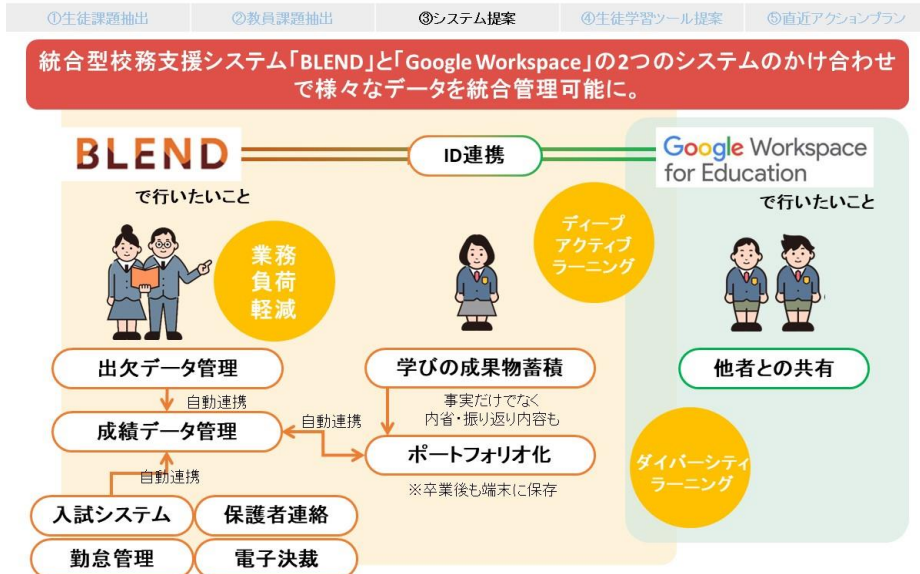 ①生徒課題抽出
②教員課題抽出
③システム提案
④生徒学習ツール提案
⑤直近アクションプラン
統合型校務支援システム「BLEND」と「Google Workspace」の2つのシステムのかけ合わせ
で様々なデータを統合管理可能に。
BLEND
で行いたいこと
ID連携
Google Workspace
for Education
で行いたいこと
業務
負荷
軽減
ディープ
アクティブ
ラーニング
出欠データ管理
自動連携
成績データ管理
自動連携
自動連携
入試システム
保護者連絡
勤怠管理
電子決裁
学びの成果物蓄積
事実だけでなく
内省・振り返り内容も
ポートフォリオ化
※卒業後も端末に保存
他者との共有
ダイバーシティ
ラーニング